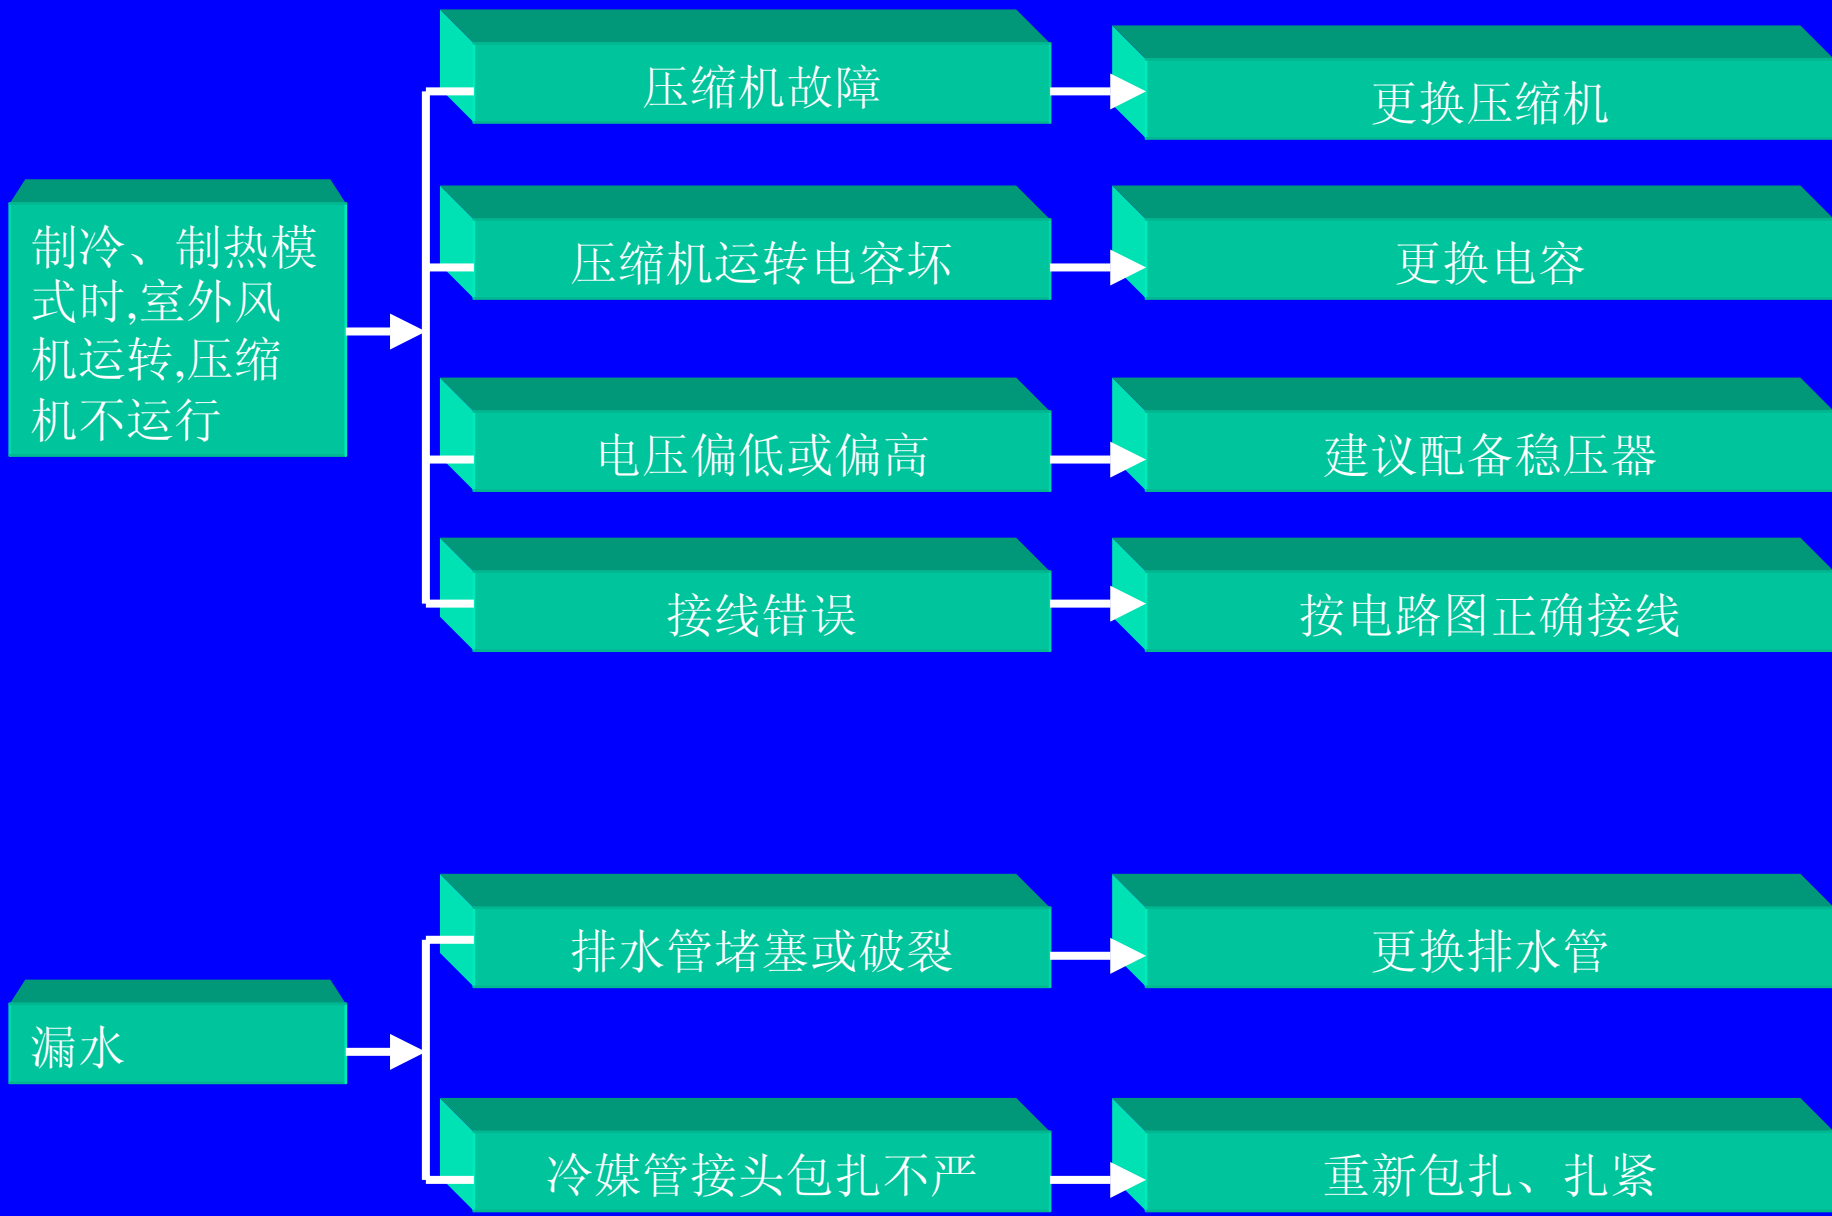 压缩机故障
更换压缩机
制冷、制热模
式时,室外风
机运转,压缩
机不运行
压缩机运转电容坏
更换电容
电压偏低或偏高
建议配备稳压器
接线错误
按电路图正确接线
漏水
排水管堵塞或破裂
更换排水管
冷媒管接头包扎不严
重新包扎、扎紧